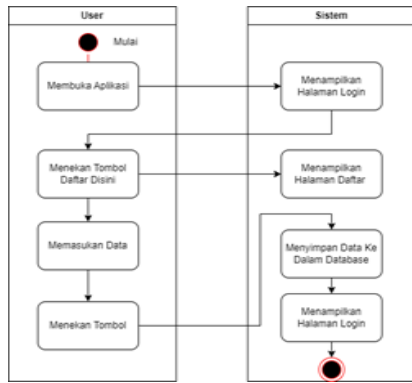 User
Sistem
Mulai
Membuka Aplikasi
Menampilkan
Halaman Login
Menekan Tombol
Daftar Disini
Menampilkan
Halaman Daftar
Memasukan Data
Menyimpan Data Ke
Dalam Database
Menekan Tombol
Menampilkan
Halaman Login